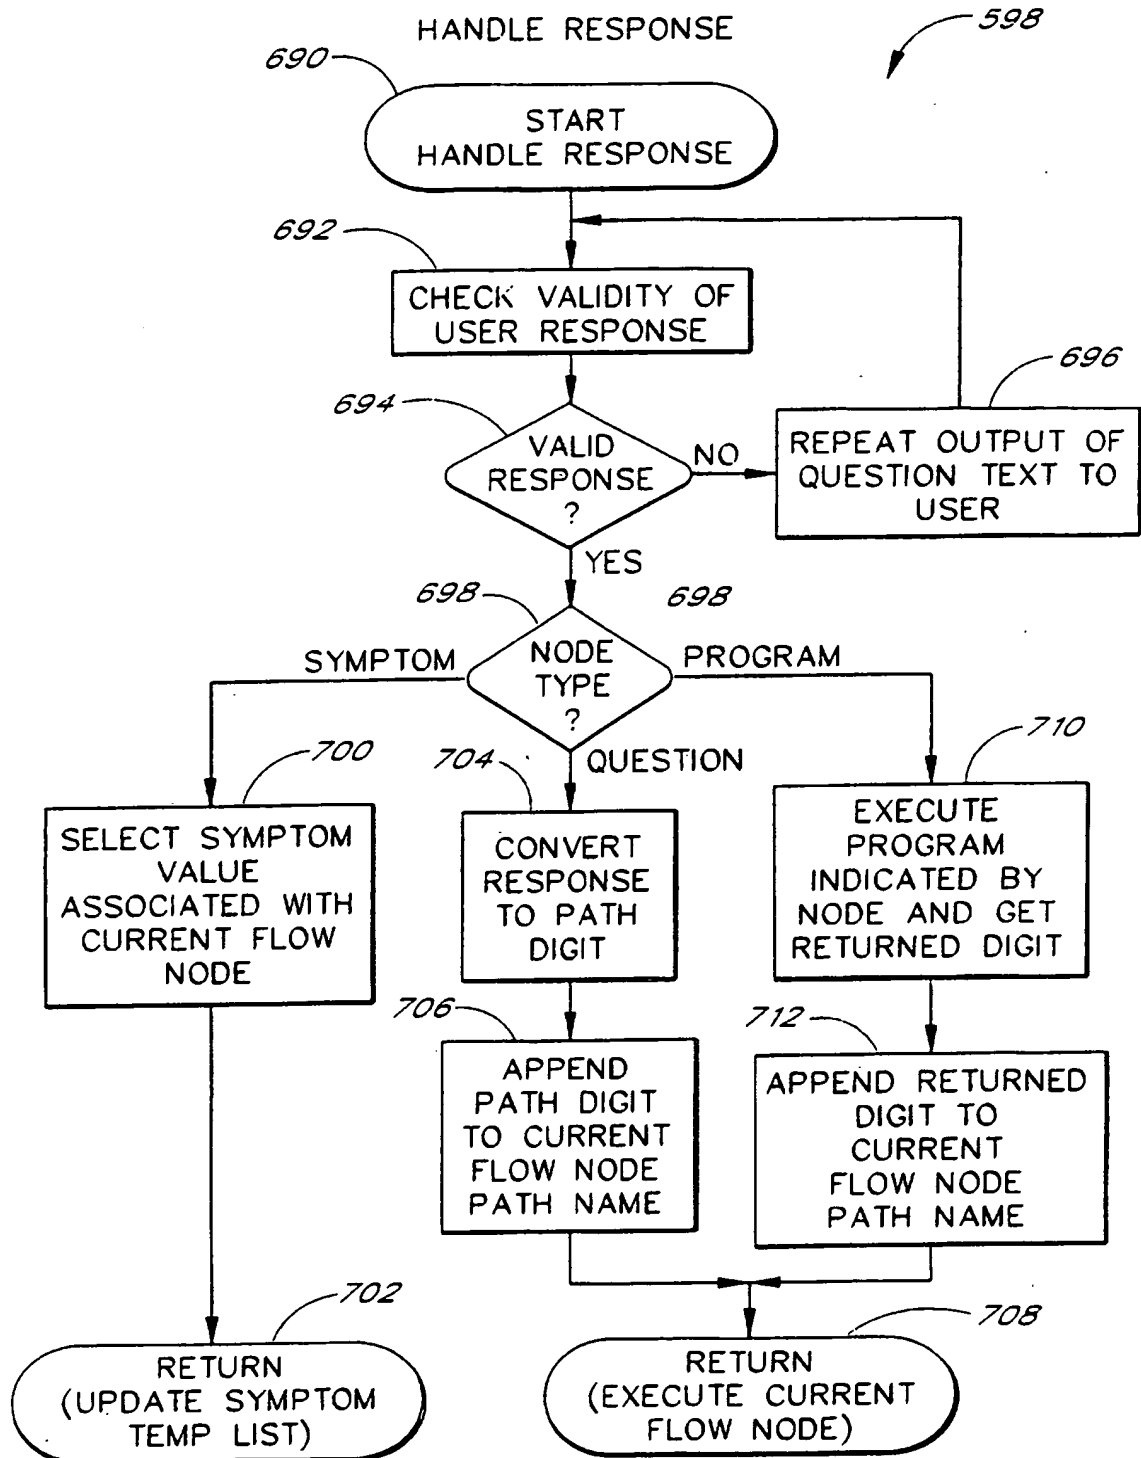 HANDLE RESPONSE
598
690
START
HANDLE RESPONSE
692
CHECK VALIDITY OF
USER RESPONSE
694
VALID
RESPONSE
?
NO
696
REPEAT OUTPUT OF
QUESTION TEXT TO
USER
YES
698
698
NODE
TYPE
?
SYMPTOM
PROGRAM
QUESTION
700
SELECT SYMPTOM
VALUE
ASSOCIATED WITH
CURRENT FLOW
NODE
704
CONVERT
RESPONSE
TO PATH
DIGIT
710
EXECUTE
PROGRAM
INDICATED BY
NODE AND GET
RETURNED DIGIT
706
APPEND
PATH DIGIT
TO CURRENT
FLOW NODE
PATH NAME
712
APPEND RETURNED
DIGIT TO
CURRENT
FLOW NODE
PATH NAME
702
RETURN
(UPDATE SYMPTOM
TEMP LIST)
708
RETURN
(EXECUTE CURRENT
FLOW NODE)